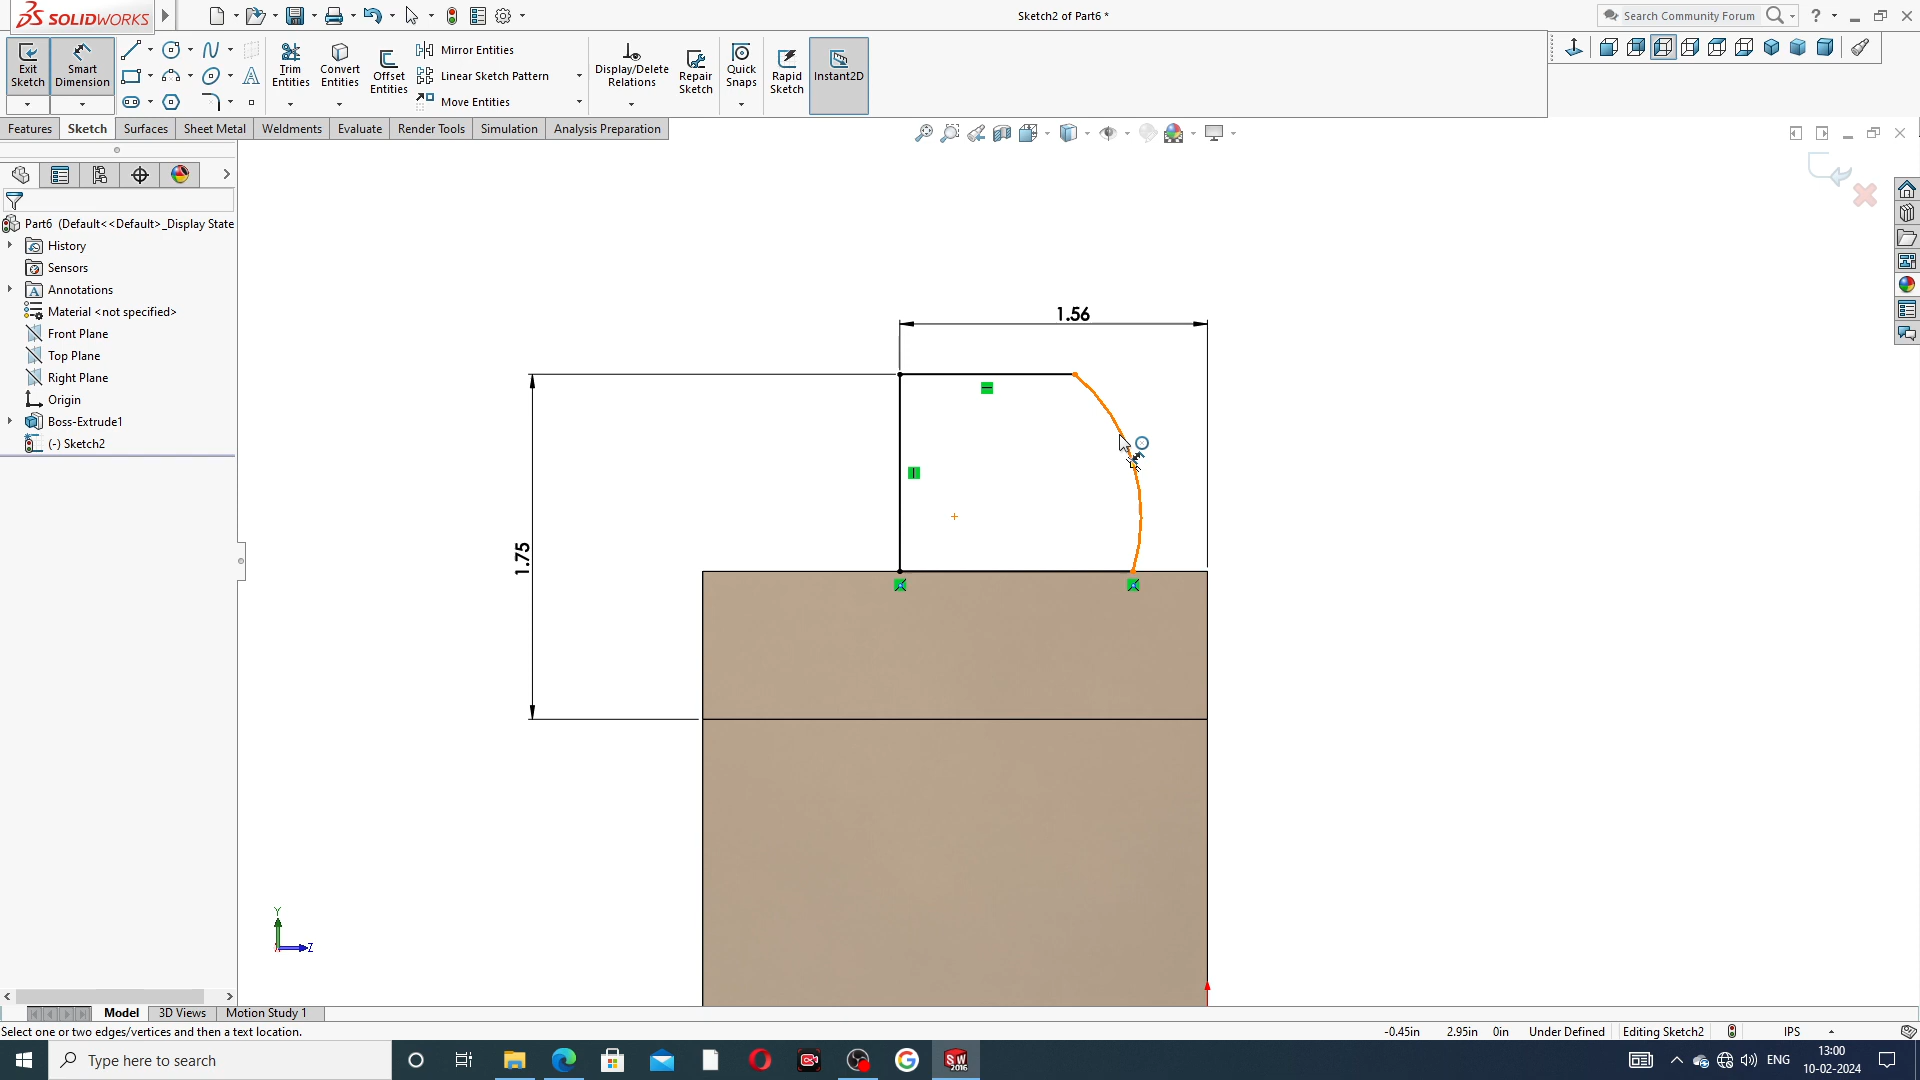 SOLIDWORKS
Sketch2 of Part6 *
Search Community Forum
Exit
Sketch
Smart
Dimension
Trim
Entities
Convert
Entities
Offset
Entities
Mirror Entities
Linear Sketch Pattern
Move Entities
Display/Delete
Relations
Repair
Sketch
Quick
Snaps
Rapid
Sketch
Instant2D
Features
Sketch
Surfaces
Sheet Metal
Weldments
Evaluate
Render Tools
Simulation
Analysis Preparation
Part6 (Default<<Default>_Display State
History
Sensors
Annotations
Material <not specified>
Front Plane
Top Plane
Right Plane
Origin
Boss-Extrude1
(-) Sketch2
1.56
1.75
Y
Z
Model
3D Views
Motion Study 1
Select one or two edges/vertices and then a text location.
-0.45in
2.95in
0in
Under Defined
Editing Sketch2
IPS
Type here to search
ENG
13:00
10-02-2024